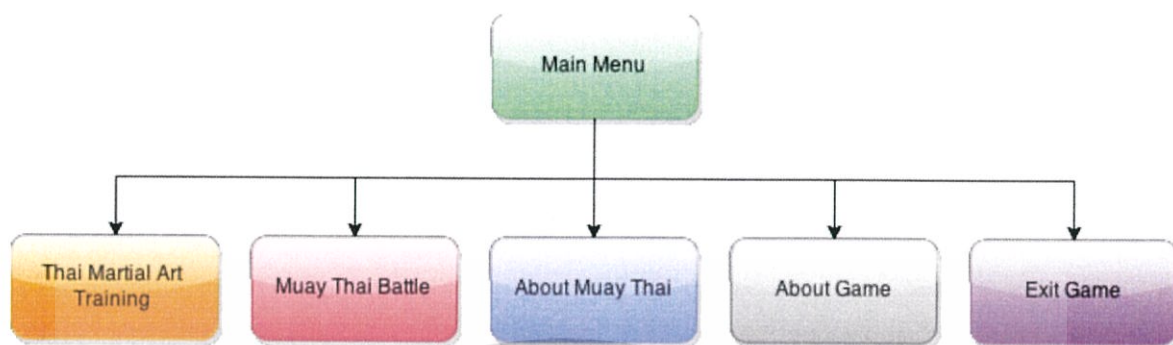 Main Menu
Thai Martial Art
Training
Muay Thai Battle
About Muay Thai
About Game
Exit Game